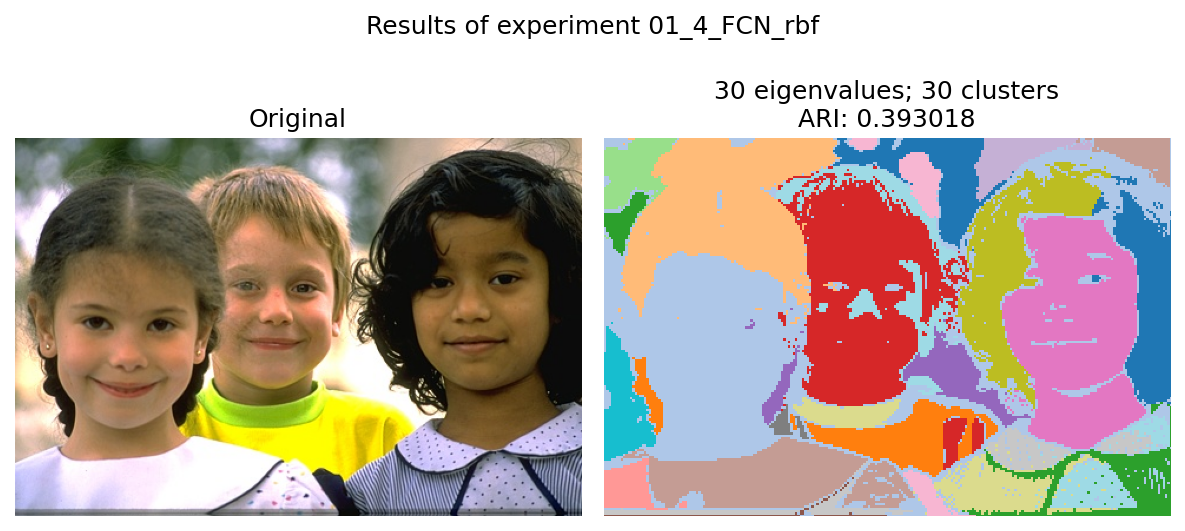 Results of experiment 01_4_FCN_rbf
Original
30 eigenvalues; 30 clusters
ARI: 0.393018